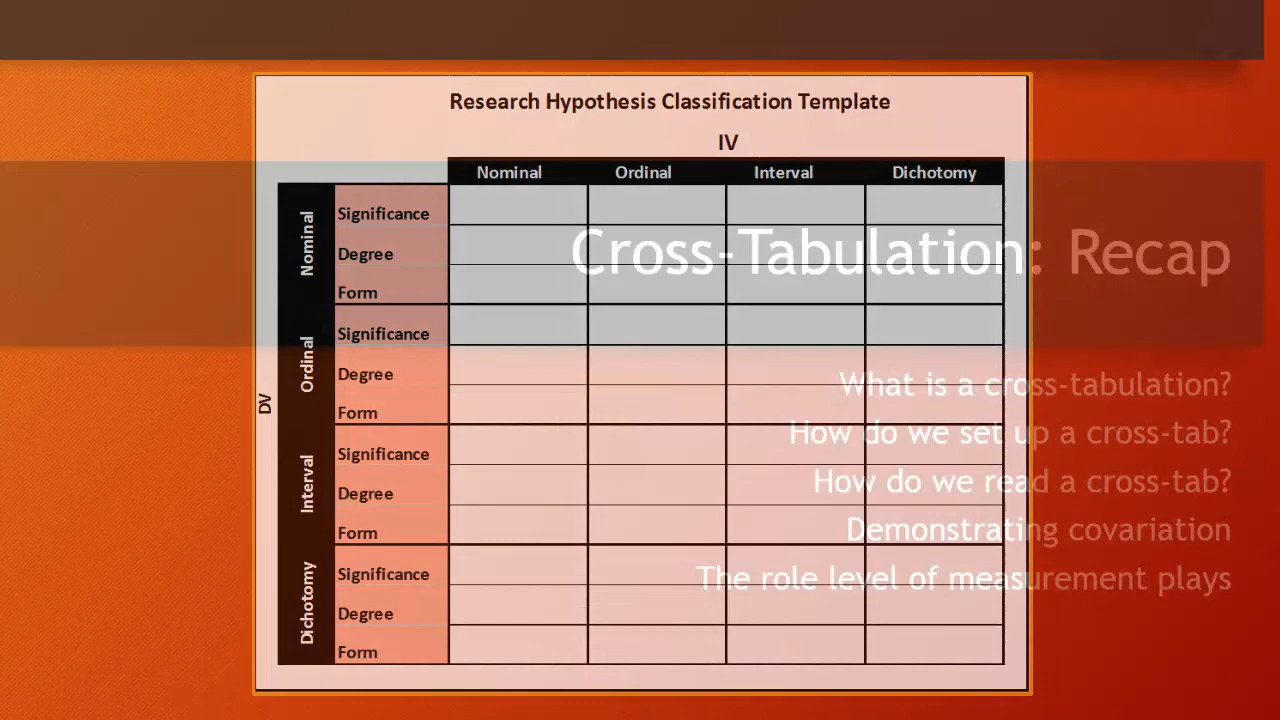 Research Hypothesis Classification Template
IV
Nominal Ordinal Interval Dichotomy
DV
Nominal
Significance
Degree
Form
Ordinal
Significance
Degree
Form
Interval
Significance
Degree
Form
Dichotomy
Significance
Degree
Form
Cross-Tabulation: Recap
What is a cross-tabulation?
How do we set up a cross-tab?
How do we read a cross-tab?
Demonstrating covariation
The role level of measurement plays